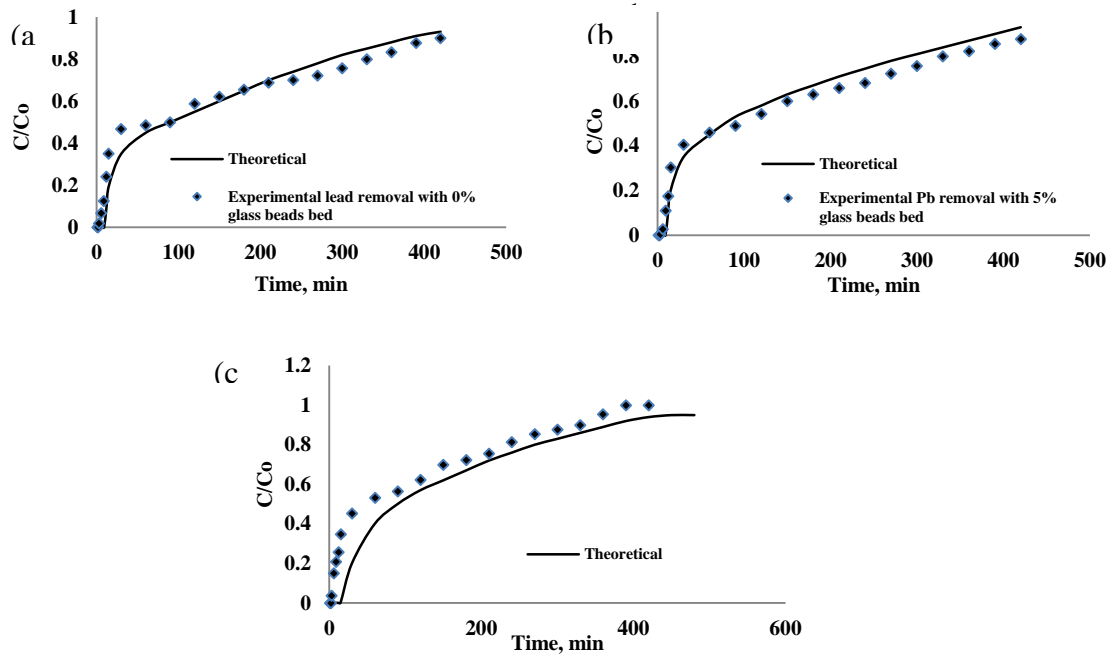 (a
1
0.8
0.6
0.4
0.2
0
C/Co
Theoretical
Experimental lead removal with 0%
glass beads bed
0 100 200 300 400 500
Time, min
(b
0.8
0.6
0.4
0.2
0
C/Co
Theoretical
Experimental Pb removal with 5%
glass beads bed
0 100 200 300 400 500
Time, min
(c
1.2
1
0.8
0.6
0.4
0.2
0
C/Co
Theoretical
0 200 400 600
Time, min